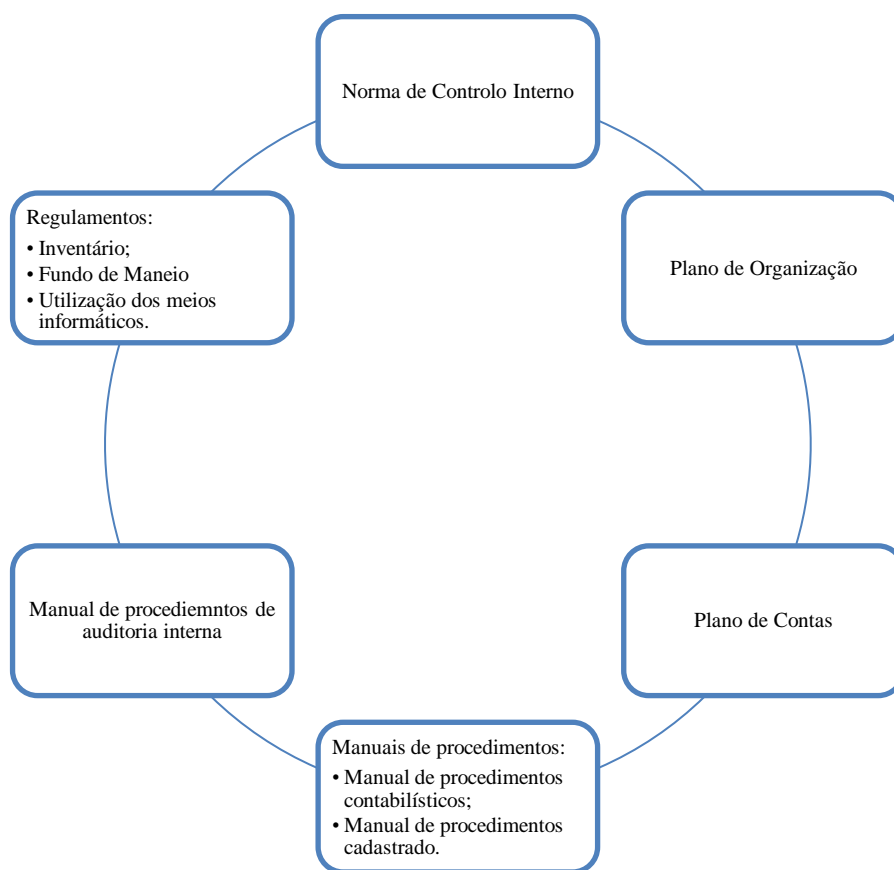 Norma de Controlo Interno
Regulamentos:
• Inventário;
• Fundo de Maneio
• Utilização dos meios
informáticos.
Plano de Organização
Manual de procediemntos de
auditoria interna
Plano de Contas
Manuais de procedimentos:
• Manual de procedimentos
contabilísticos;
• Manual de procedimentos
cadastrado.